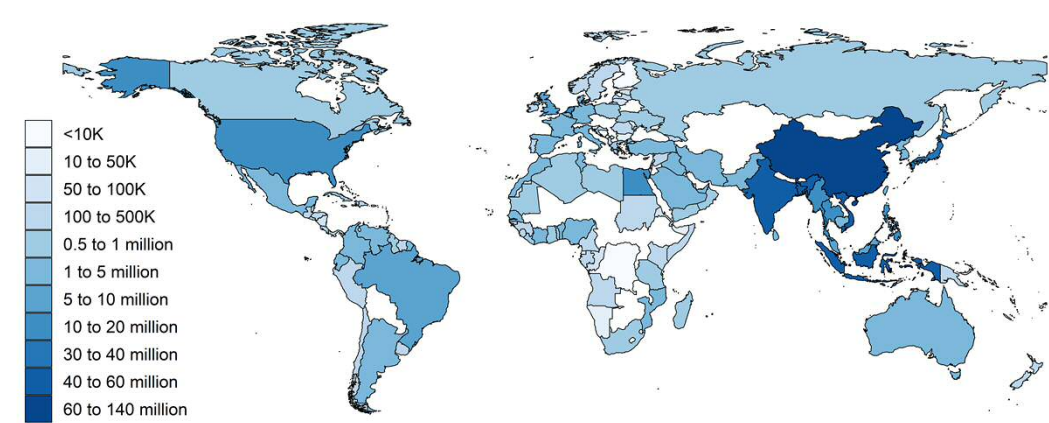 <10K
10 to 50K
50 to 100K
100 to 500K
0.5 to 1 million
1 to 5 million
5 to 10 million
10 to 20 million
30 to 40 million
40 to 60 million
60 to 140 million